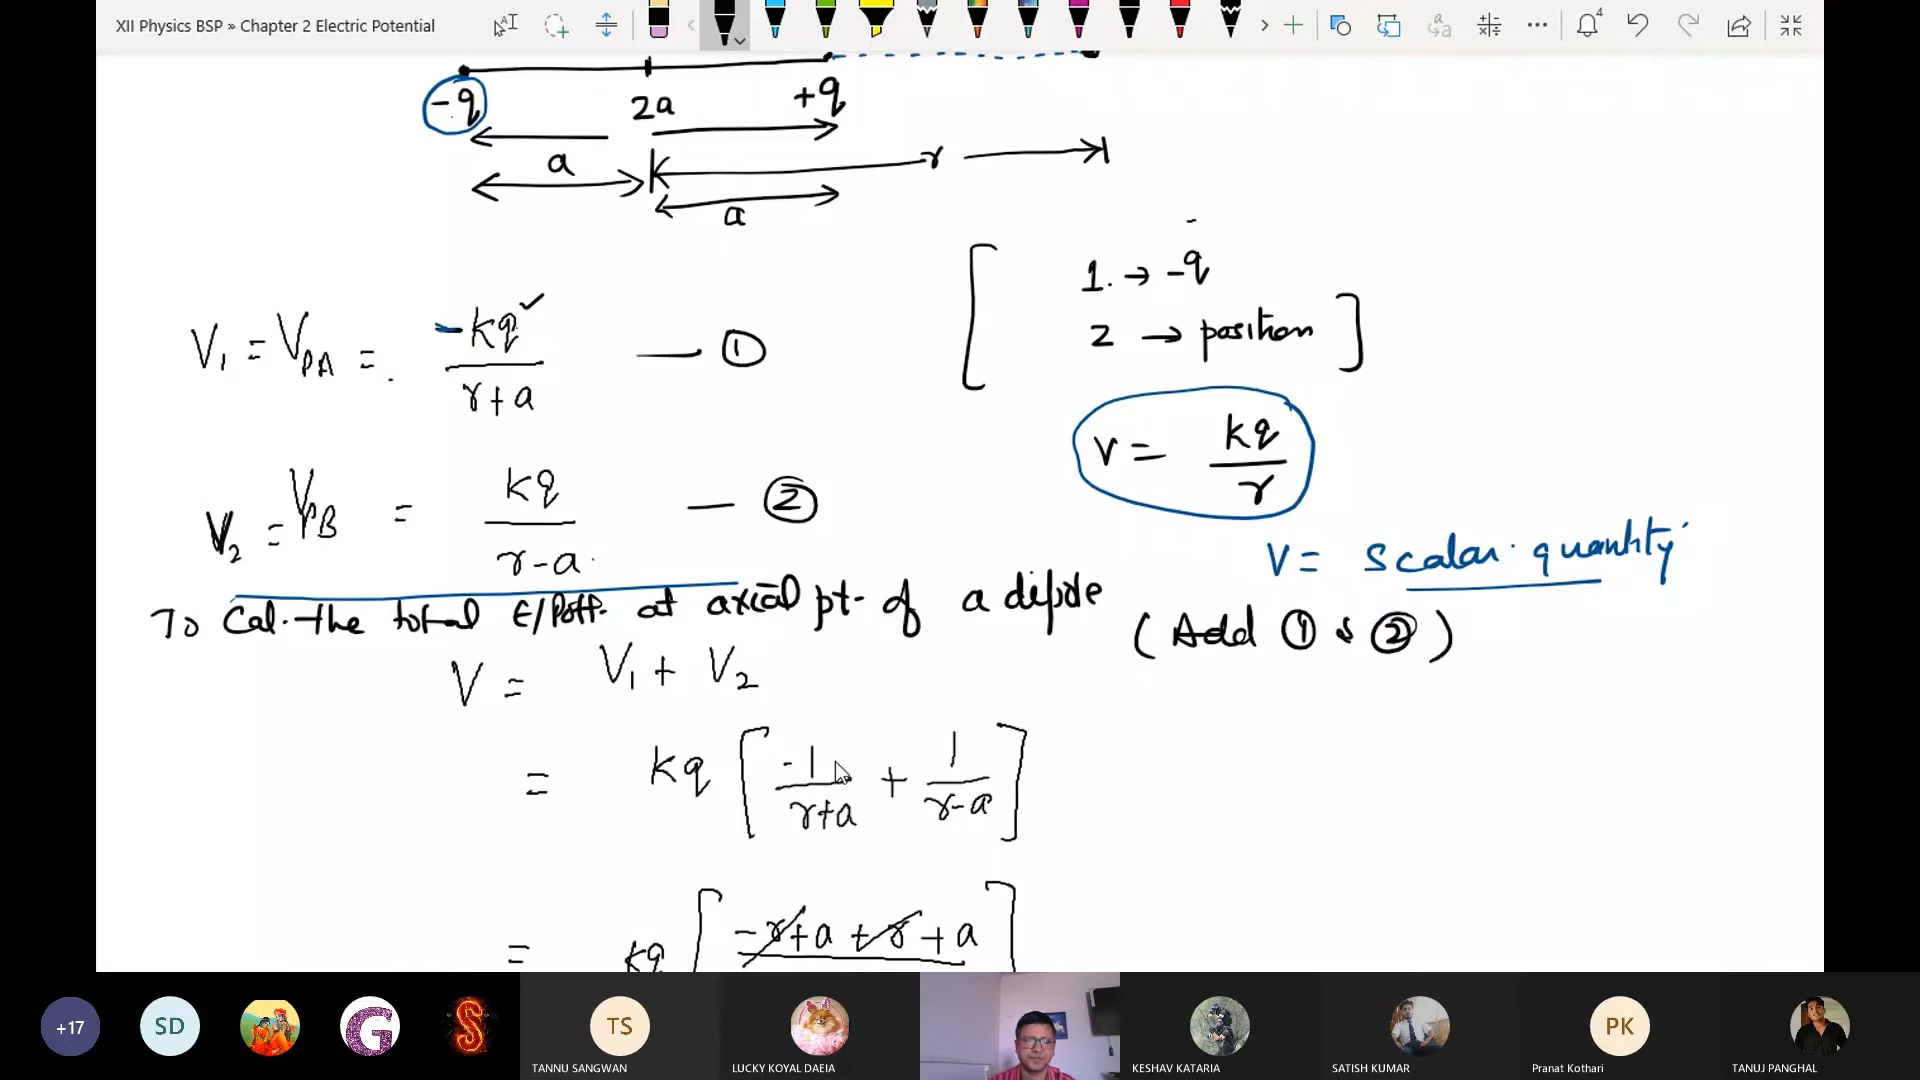 XII Physics BSP » Chapter 2 Electric Potential
4
-q 2a +q
a r
a
1. → -q
2 → position
V₁ = V_PA = -kq / r+a — ①
V = kq / r
V₂ = V_PB = kq / r-a — ②
V = scalar quantity
To Cal. the total E/Pott. at axial pt. of a dipole (Add ① & ②)
V = V₁ + V₂
= kq [ -1 / r+a + 1 / r-a ]
= kq [ -r+a+r+a ]
+17 SD G S TS PK
TANNU SANGWAN LUCKY KOYAL DAEIA KESHAV KATARIA SATISH KUMAR Pranat Kothari TANUJ PANGHAL